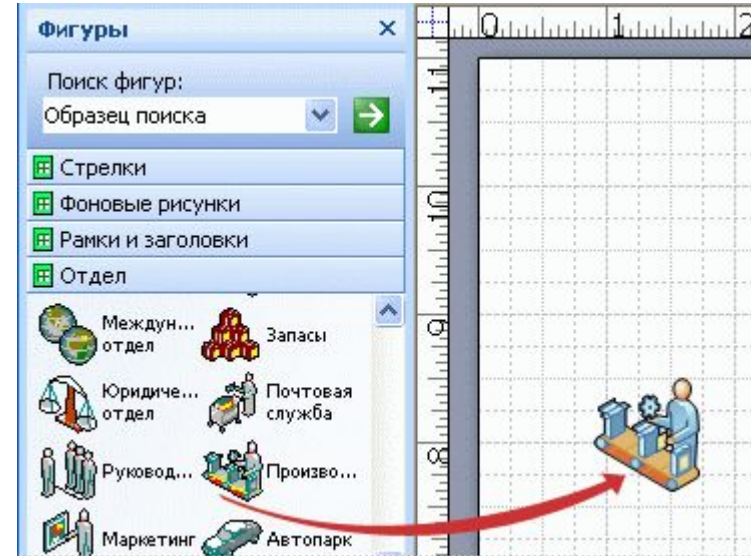 Фигуры
0 1 2
Поиск фигур:
Образец поиска
Стрелки
Фоновые рисунки
Рамки и заголовки
Отдел
Междун...
отдел
Запасы
Юридиче...
отдел
Почтовая
служба
Руковод...
Произво...
Маркетинг
Автопарк
11
10
9
8